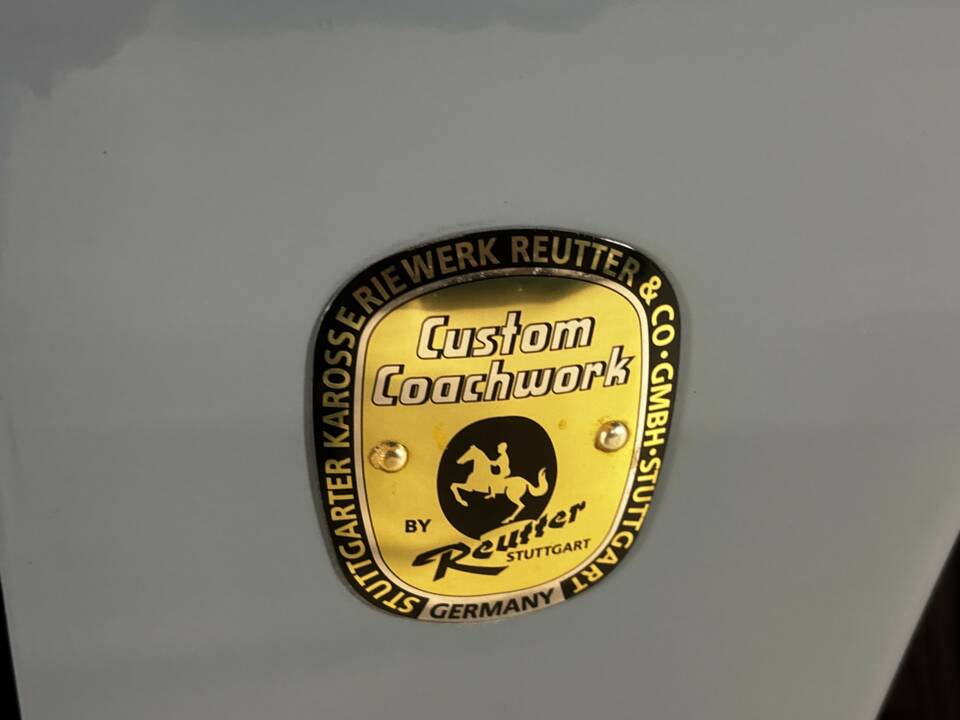 STUTTGARTER KAROSSERIEWERK REUTTER & CO·GMBH·STUTTGART
Custom
Coachwork
BY
Reutter
STUTTGART
GERMANY